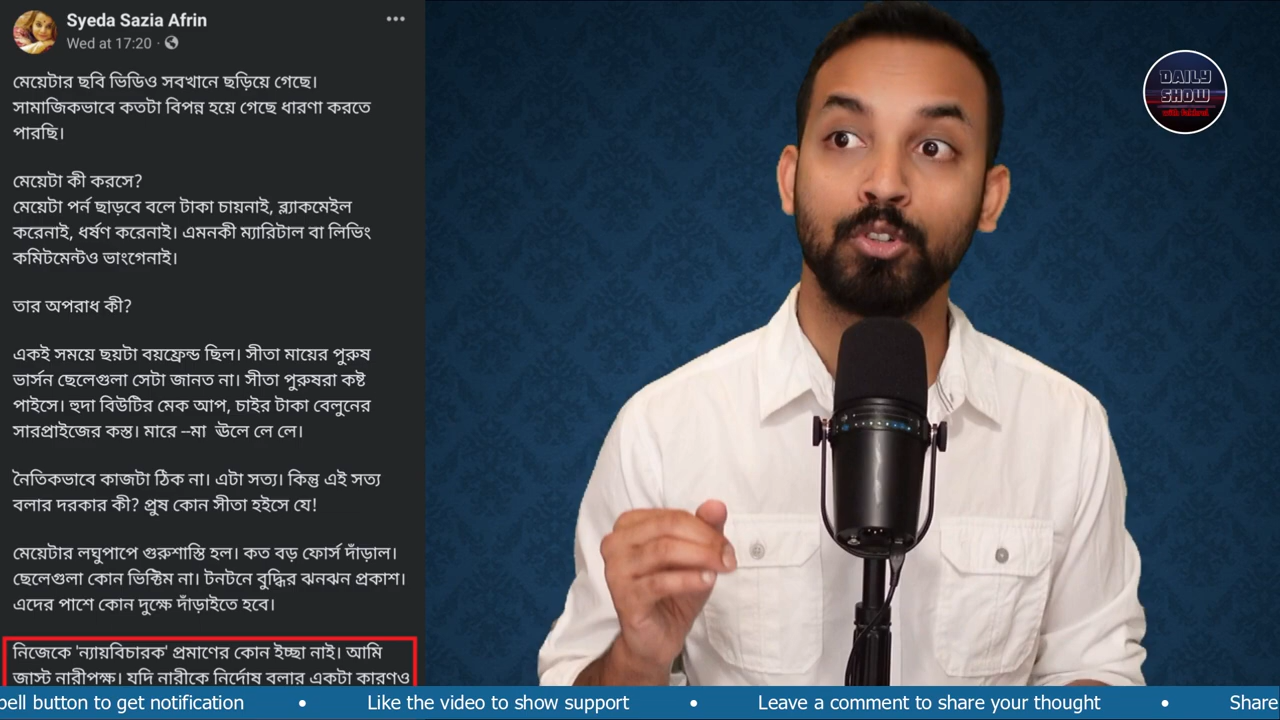 Syeda Sazia Afrin
Wed at 17:20 ·
মেয়েটার ছবি ভিডিও সবখানে ছড়িয়ে গেছে।
সামাজিকভাবে কতটা বিপন্ন হয়ে গেছে ধারণা করতে
পারছি।
মেয়েটা কী করসে?
মেয়েটা পর্ন ছাড়বে বলে টাকা চায়নাই, ব্ল্যাকমেইল
করেনাই, ধর্ষণ করেনাই। এমনকী ম্যারিটাল বা লিভিং
কমিটমেন্টও ভাংগেনাই।
তার অপরাধ কী?
একই সময়ে ছয়টা বয়ফ্রেন্ড ছিল। সীতা মায়ের পুরুষ
ভার্সন ছেলেগুলা সেটা জানত না। সীতা পুরুষরা কষ্ট
পাইসে। হুদা বিউটির মেক আপ, চাইর টাকা বেলুনের
সারপ্রাইজের কস্ত। মারে --মা ঊলে লে লে।
নৈতিকভাবে কাজটা ঠিক না। এটা সত্য। কিন্তু এই সত্য
বলার দরকার কী? প্রুষ কোন সীতা হইসে যে!
মেয়েটার লঘুপাপে গুরুশাস্তি হল। কত বড় ফোর্স দাঁড়াল।
ছেলেগুলা কোন ভিক্টিম না। টনটনে বুদ্ধির ঝনঝন প্রকাশ।
এদের পাশে কোন দুক্ষে দাঁড়াইতে হবে।
নিজেকে 'ন্যায়বিচারক' প্রমাণের কোন ইচ্ছা নাই। আমি
জাস্ট নারীপক্ষ। যদি নারীকে নির্দোষ বলার একটা কারণও
DAILY
SHOW
with fakhrul
bell button to get notification • Like the video to show support • Leave a comment to share your thought • Share